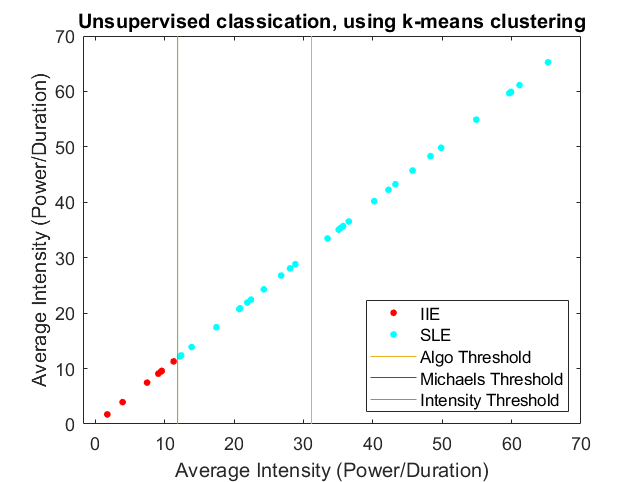 Unsupervised classication, using k-means clustering
Average Intensity (Power/Duration)
70
60
50
40
30
20
10
0
IIE
SLE
Algo Threshold
Michaels Threshold
Intensity Threshold
0 10 20 30 40 50 60 70
Average Intensity (Power/Duration)